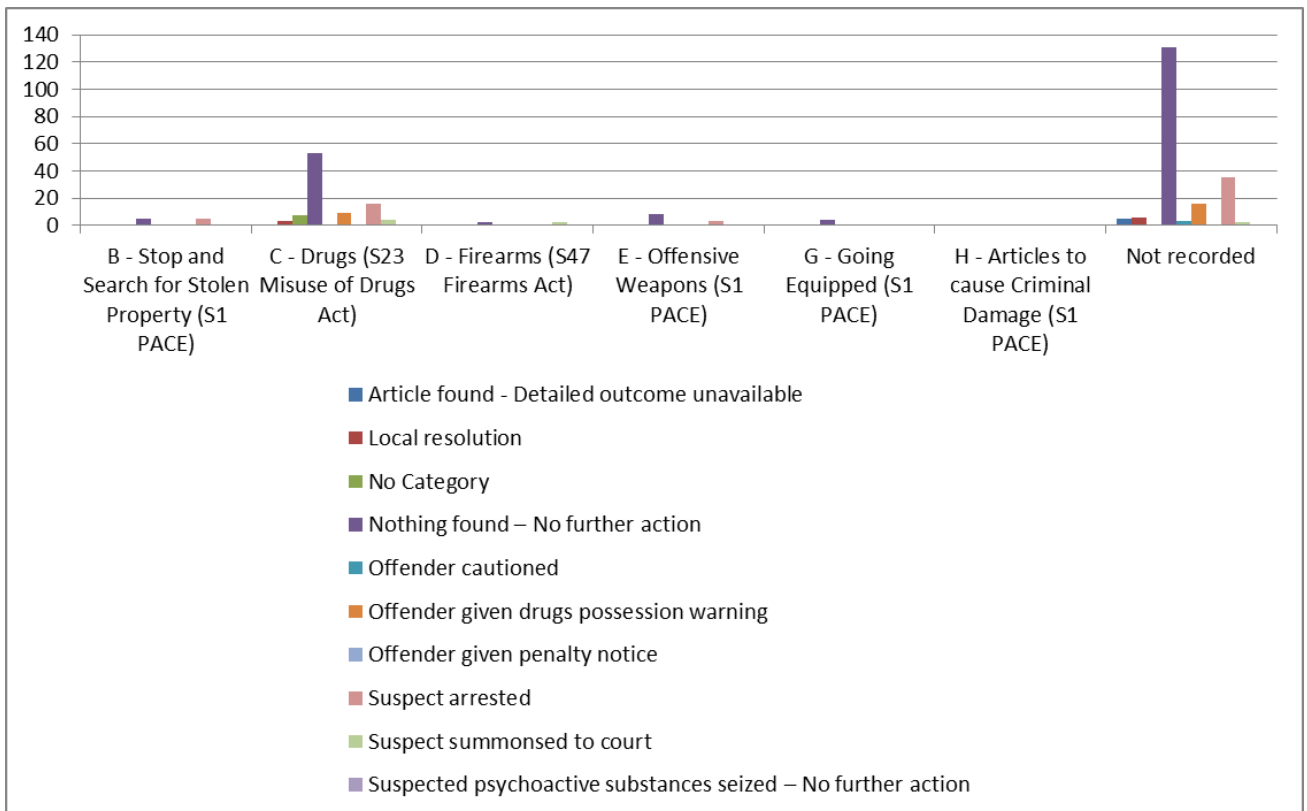 140
120
100
80
60
40
20
0
B - Stop and Search for Stolen Property (S1 PACE)
C - Drugs (S23 Misuse of Drugs Act)
D - Firearms (S47 Firearms Act)
E - Offensive Weapons (S1 PACE)
G - Going Equipped (S1 PACE)
H - Articles to cause Criminal Damage (S1 PACE)
Not recorded
Article found - Detailed outcome unavailable
Local resolution
No Category
Nothing found – No further action
Offender cautioned
Offender given drugs possession warning
Offender given penalty notice
Suspect arrested
Suspect summonsed to court
Suspected psychoactive substances seized – No further action